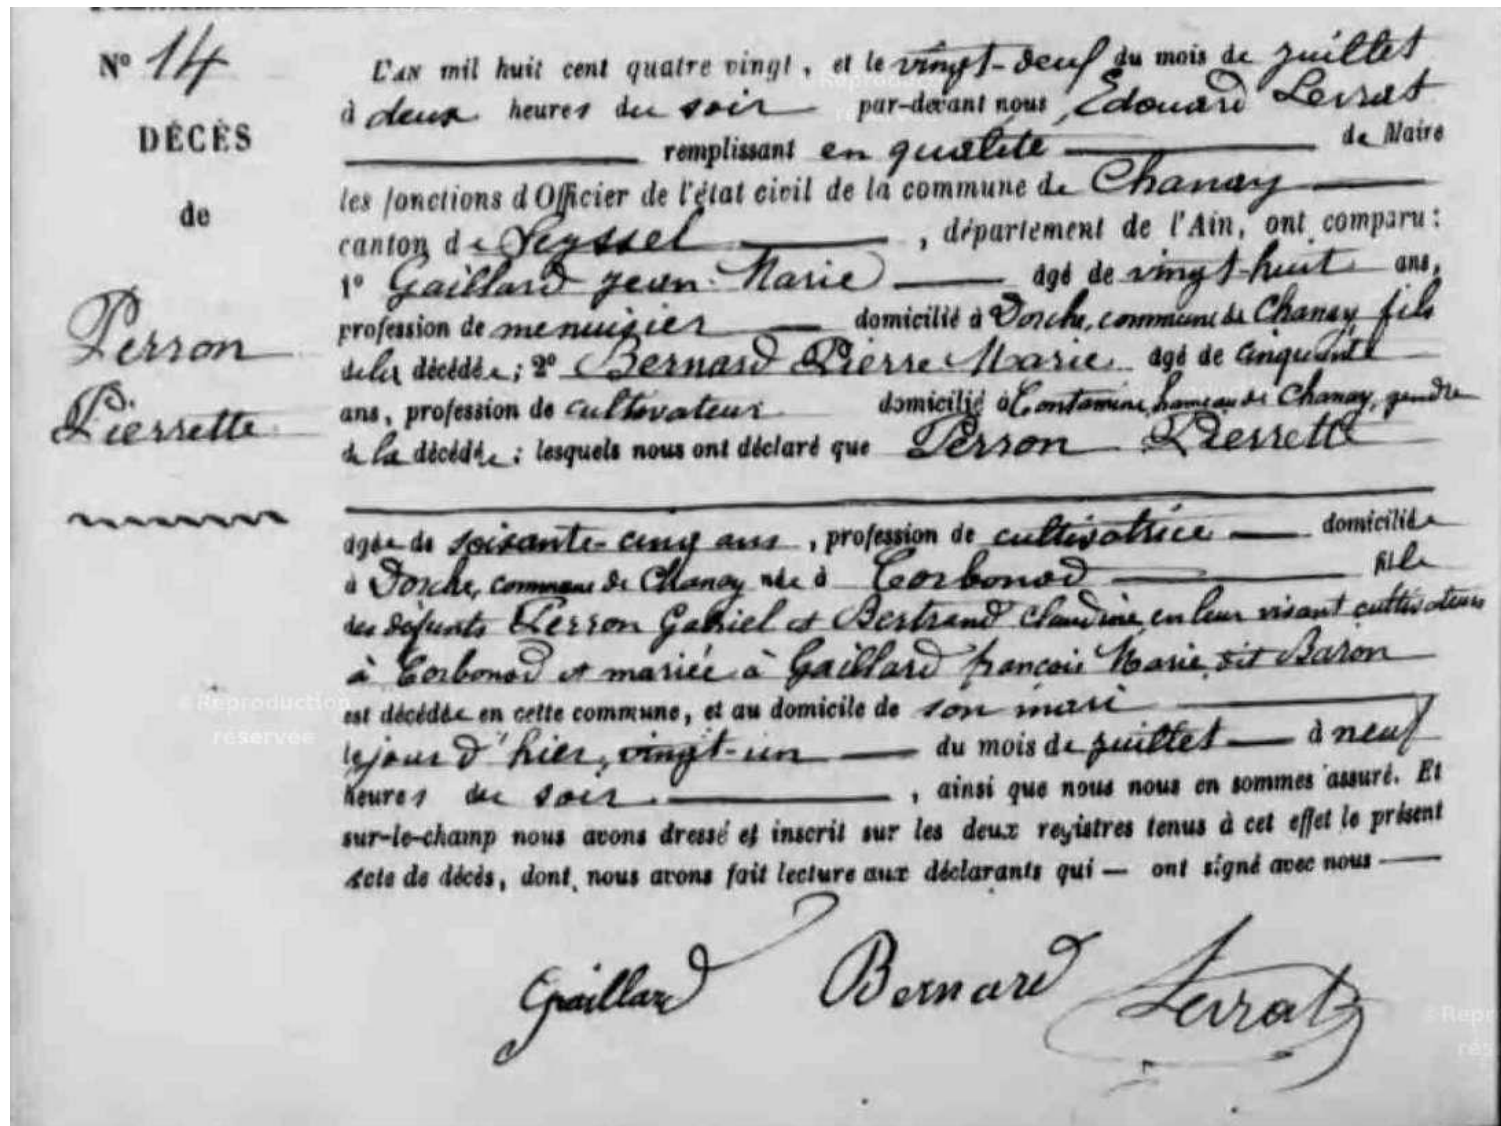 Nº 14
DÉCÈS
de
Perron
Pierrette
L'an mil huit cent quatre vingt, et le vingt-deux du mois de juillet
à deux heures du soir par-devant nous Edouard Levrat
remplissant en qualité de Maire
les fonctions d'Officier de l'état civil de la commune de Chanay
canton de Seyssel, département de l'Ain, ont comparu :
1º Gaillard Jean-Marie âgé de vingt-huit ans,
profession de menuisier domicilié à Dorche, commune de Chanay fils
de la décédée ; 2º Bernard Pierre Marie âgé de cinquante
ans, profession de cultivateur domicilié à Contamine, hameau de Chanay, gendre
de la décédée ; lesquels nous ont déclaré que Perron Pierrette
âgée de soixante-cinq ans, profession de cultivatrice domiciliée
à Dorche, commune de Chanay née à Corbonod fille
des défunts Perron Gabriel et Bertrand Claudine en leur vivant cultivateurs
à Corbonod et mariée à Gaillard françois Marie, dit Baron
est décédée en cette commune, et au domicile de son mari
le jour d'hier, vingt-un du mois de juillet à neuf
heures du soir, ainsi que nous nous en sommes assuré. Et
sur-le-champ nous avons dressé et inscrit sur les deux registres tenus à cet effet le présent
acte de décès, dont nous avons fait lecture aux déclarants qui — ont signé avec nous
Gaillard Bernard Levrat
© Reproduction
réservée